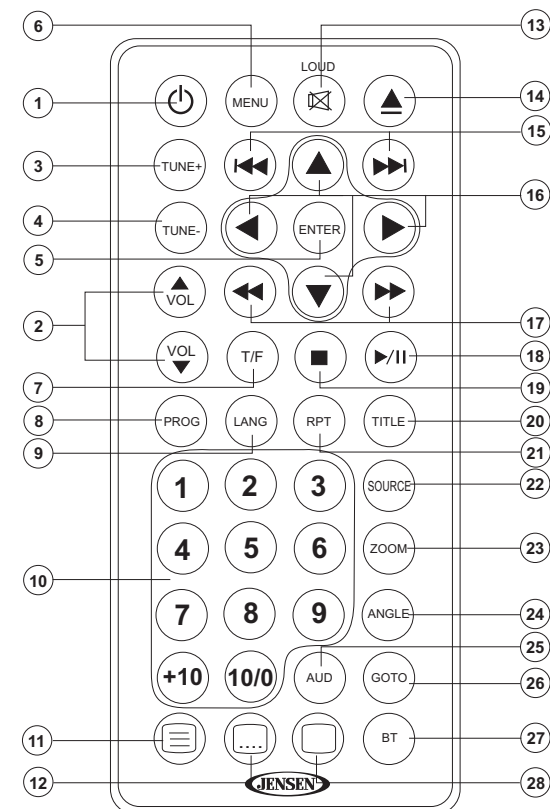 6
13
LOUD
1
MENU
14
15
3
TUNE+
16
4
TUNE-
ENTER
5
VOL
2
17
VOL
T/F
18
7
19
8
PROG
LANG
RPT
TITLE
20
9
21
1
2
3
SOURCE
22
4
5
6
ZOOM
23
10
7
8
9
ANGLE
24
25
+10
10/0
AUD
GOTO
26
11
BT
27
12
JENSEN
28